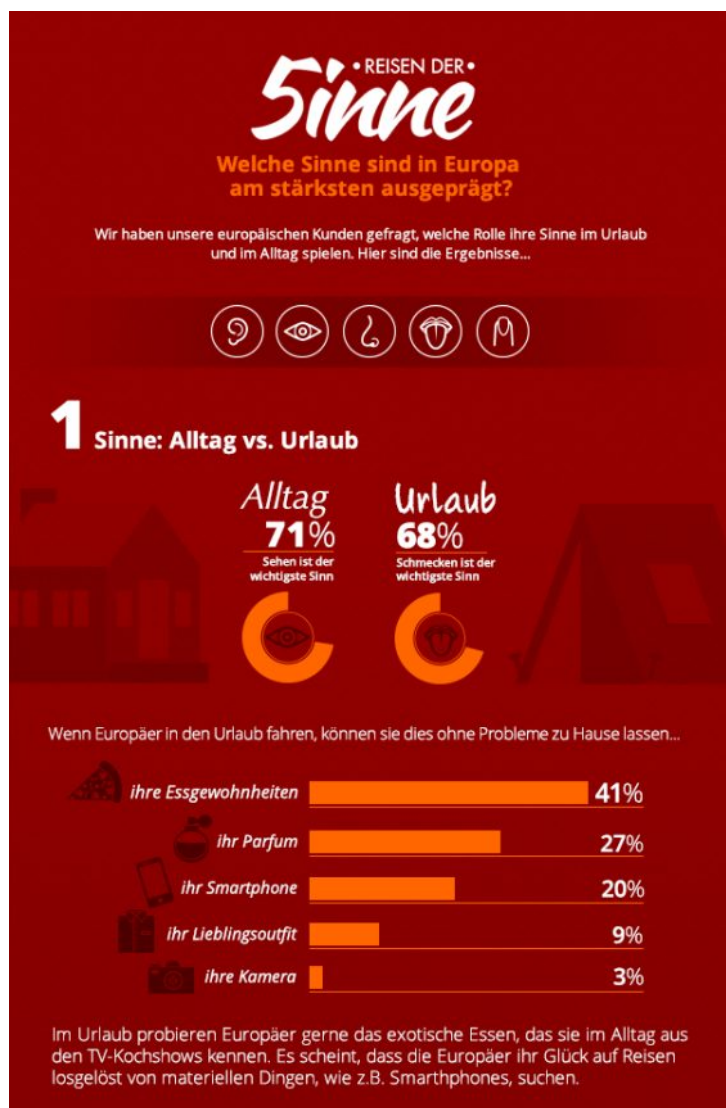 • REISEN DER •
5inne
Welche Sinne sind in Europa
am stärksten ausgeprägt?
Wir haben unsere europäischen Kunden gefragt, welche Rolle ihre Sinne im Urlaub
und im Alltag spielen. Hier sind die Ergebnisse...
1 Sinne: Alltag vs. Urlaub
Alltag
71%
Sehen ist der
wichtigste Sinn
Urlaub
68%
Schmecken ist der
wichtigste Sinn
Wenn Europäer in den Urlaub fahren, können sie dies ohne Probleme zu Hause lassen...
ihre Essgewohnheiten 41%
ihr Parfum 27%
ihr Smartphone 20%
ihr Lieblingsoutfit 9%
ihre Kamera 3%
Im Urlaub probieren Europäer gerne das exotische Essen, das sie im Alltag aus
den TV-Kochshows kennen. Es scheint, dass die Europäer ihr Glück auf Reisen
losgelöst von materiellen Dingen, wie z.B. Smarthphones, suchen.